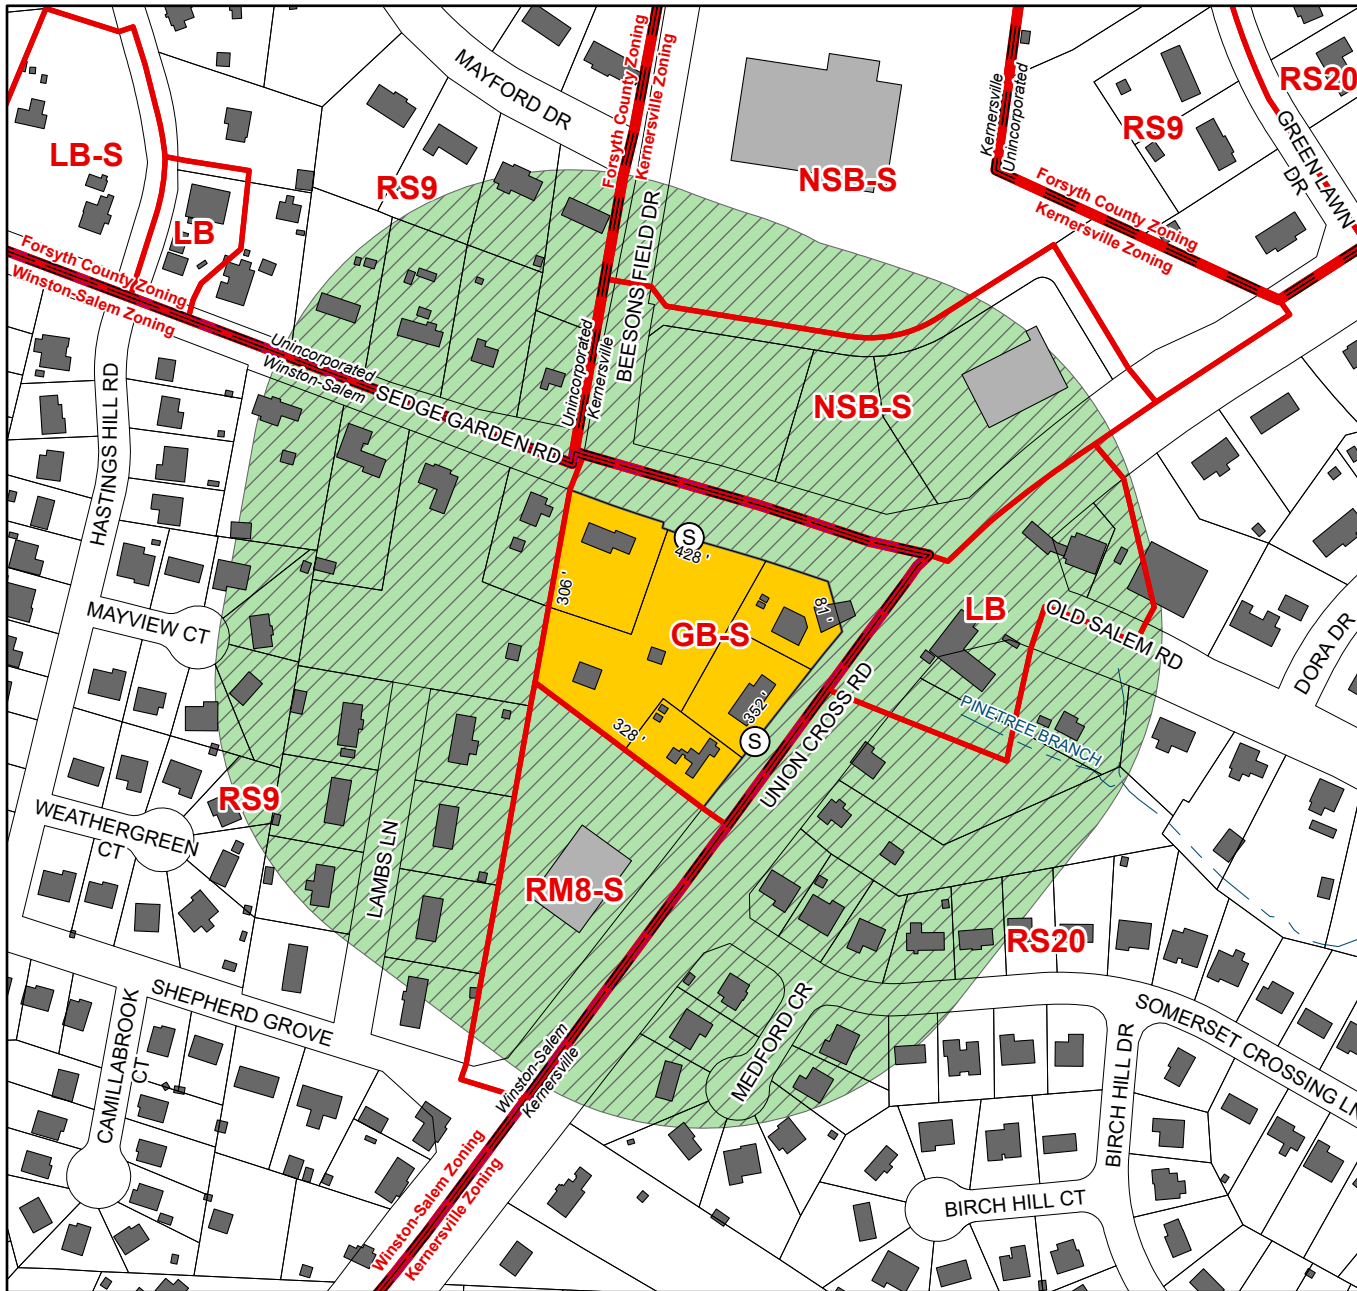 MAYFORD DR
Forsyth County Zoning
Kernersville Zoning
Kernersville
Unincorporated
RS20
RS9
GREEN LAWN
DR
LB-S
RS9
NSB-S
LB
Forsyth County Zoning
Kernersville Zoning
Forsyth County Zoning
Winston-Salem Zoning
BEESONS FIELD DR
Unincorporated
Winston-Salem
Unincorporated
Kernersville
SEDGE GARDEN RD
NSB-S
HASTINGS HILL RD
S
428 '
306 '
81 '
GB-S
LB
OLD SALEM RD
DORA DR
MAYVIEW CT
352 '
328 '
S
UNION CROSS RD
PINETREE BRANCH
RS9
WEATHERGREEN
CT
LAMBS LN
RM8-S
RS20
SHEPHERD GROVE
CAMILLABROOK
CT
MEDFORD CR
SOMERSET CROSSING LN
BIRCH HILL DR
Winston-Salem
Kernersville
Winston-Salem Zoning
Kernersville Zoning
BIRCH HILL CT